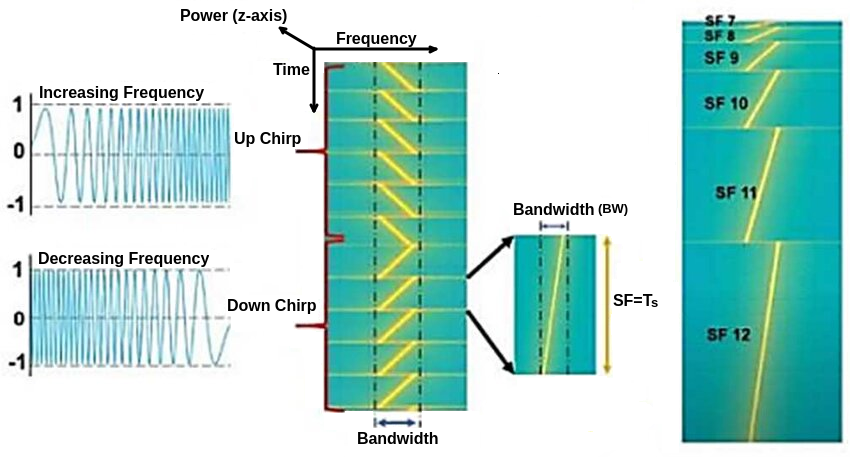 Power (z-axis)
Frequency
Time
Increasing Frequency
1
0
-1
Up Chirp
Decreasing Frequency
1
0
-1
Down Chirp
Bandwidth
Bandwidth (BW)
SF=Ts
SF 7
SF 8
SF 9
SF 10
SF 11
SF 12